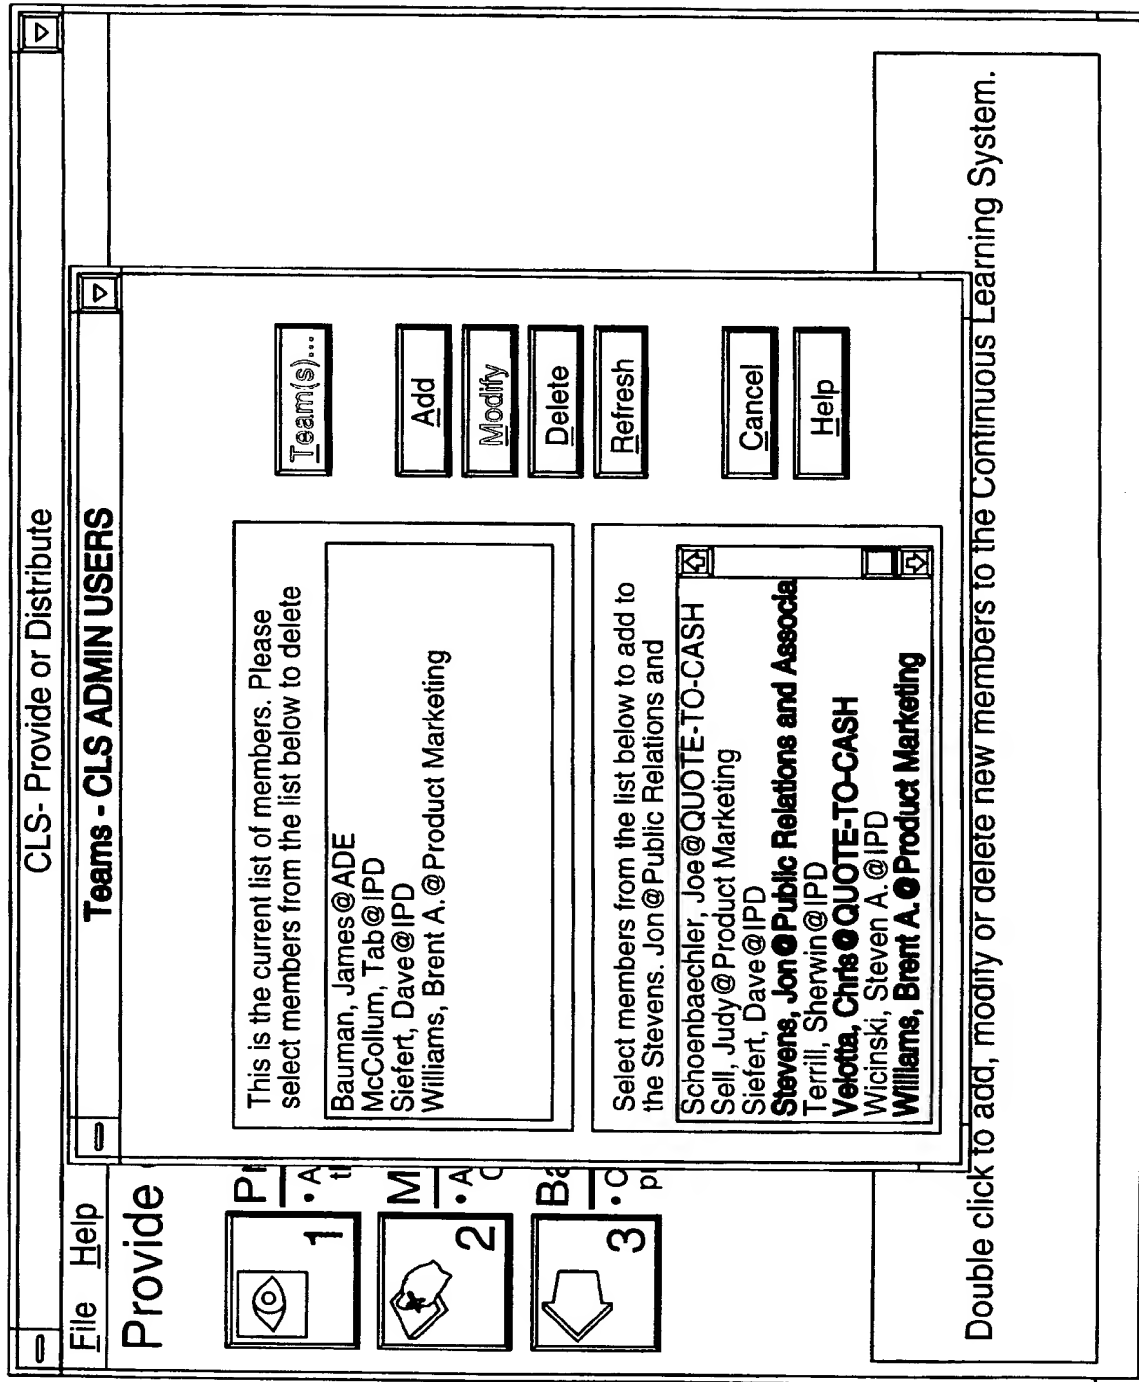 CLS- Provide or Distribute
File Help
Provide
Teams - CLS ADMIN USERS
1
Pr
• A
th
2
M
• A
C
3
Ba
• C
pr
This is the current list of members. Please
select members from the list below to delete
Bauman, James@ADE
McCollum, Tab@IPD
Siefert, Dave@IPD
Williams, Brent A.@Product Marketing
Select members from the list below to add to
the Stevens. Jon@Public Relations and
Schoenbaechler, Joe@QUOTE-TO-CASH
Sell, Judy@Product Marketing
Siefert, Dave@IPD
Stevens, Jon@Public Relations and Associa
Terrill, Sherwin@IPD
Velotta, Chris@QUOTE-TO-CASH
Wicinski, Steven A.@IPD
Williams, Brent A.@Product Marketing
Team(s)...
Add
Modify
Delete
Refresh
Cancel
Help
Double click to add, modify or delete new members to the Continuous Learning System.